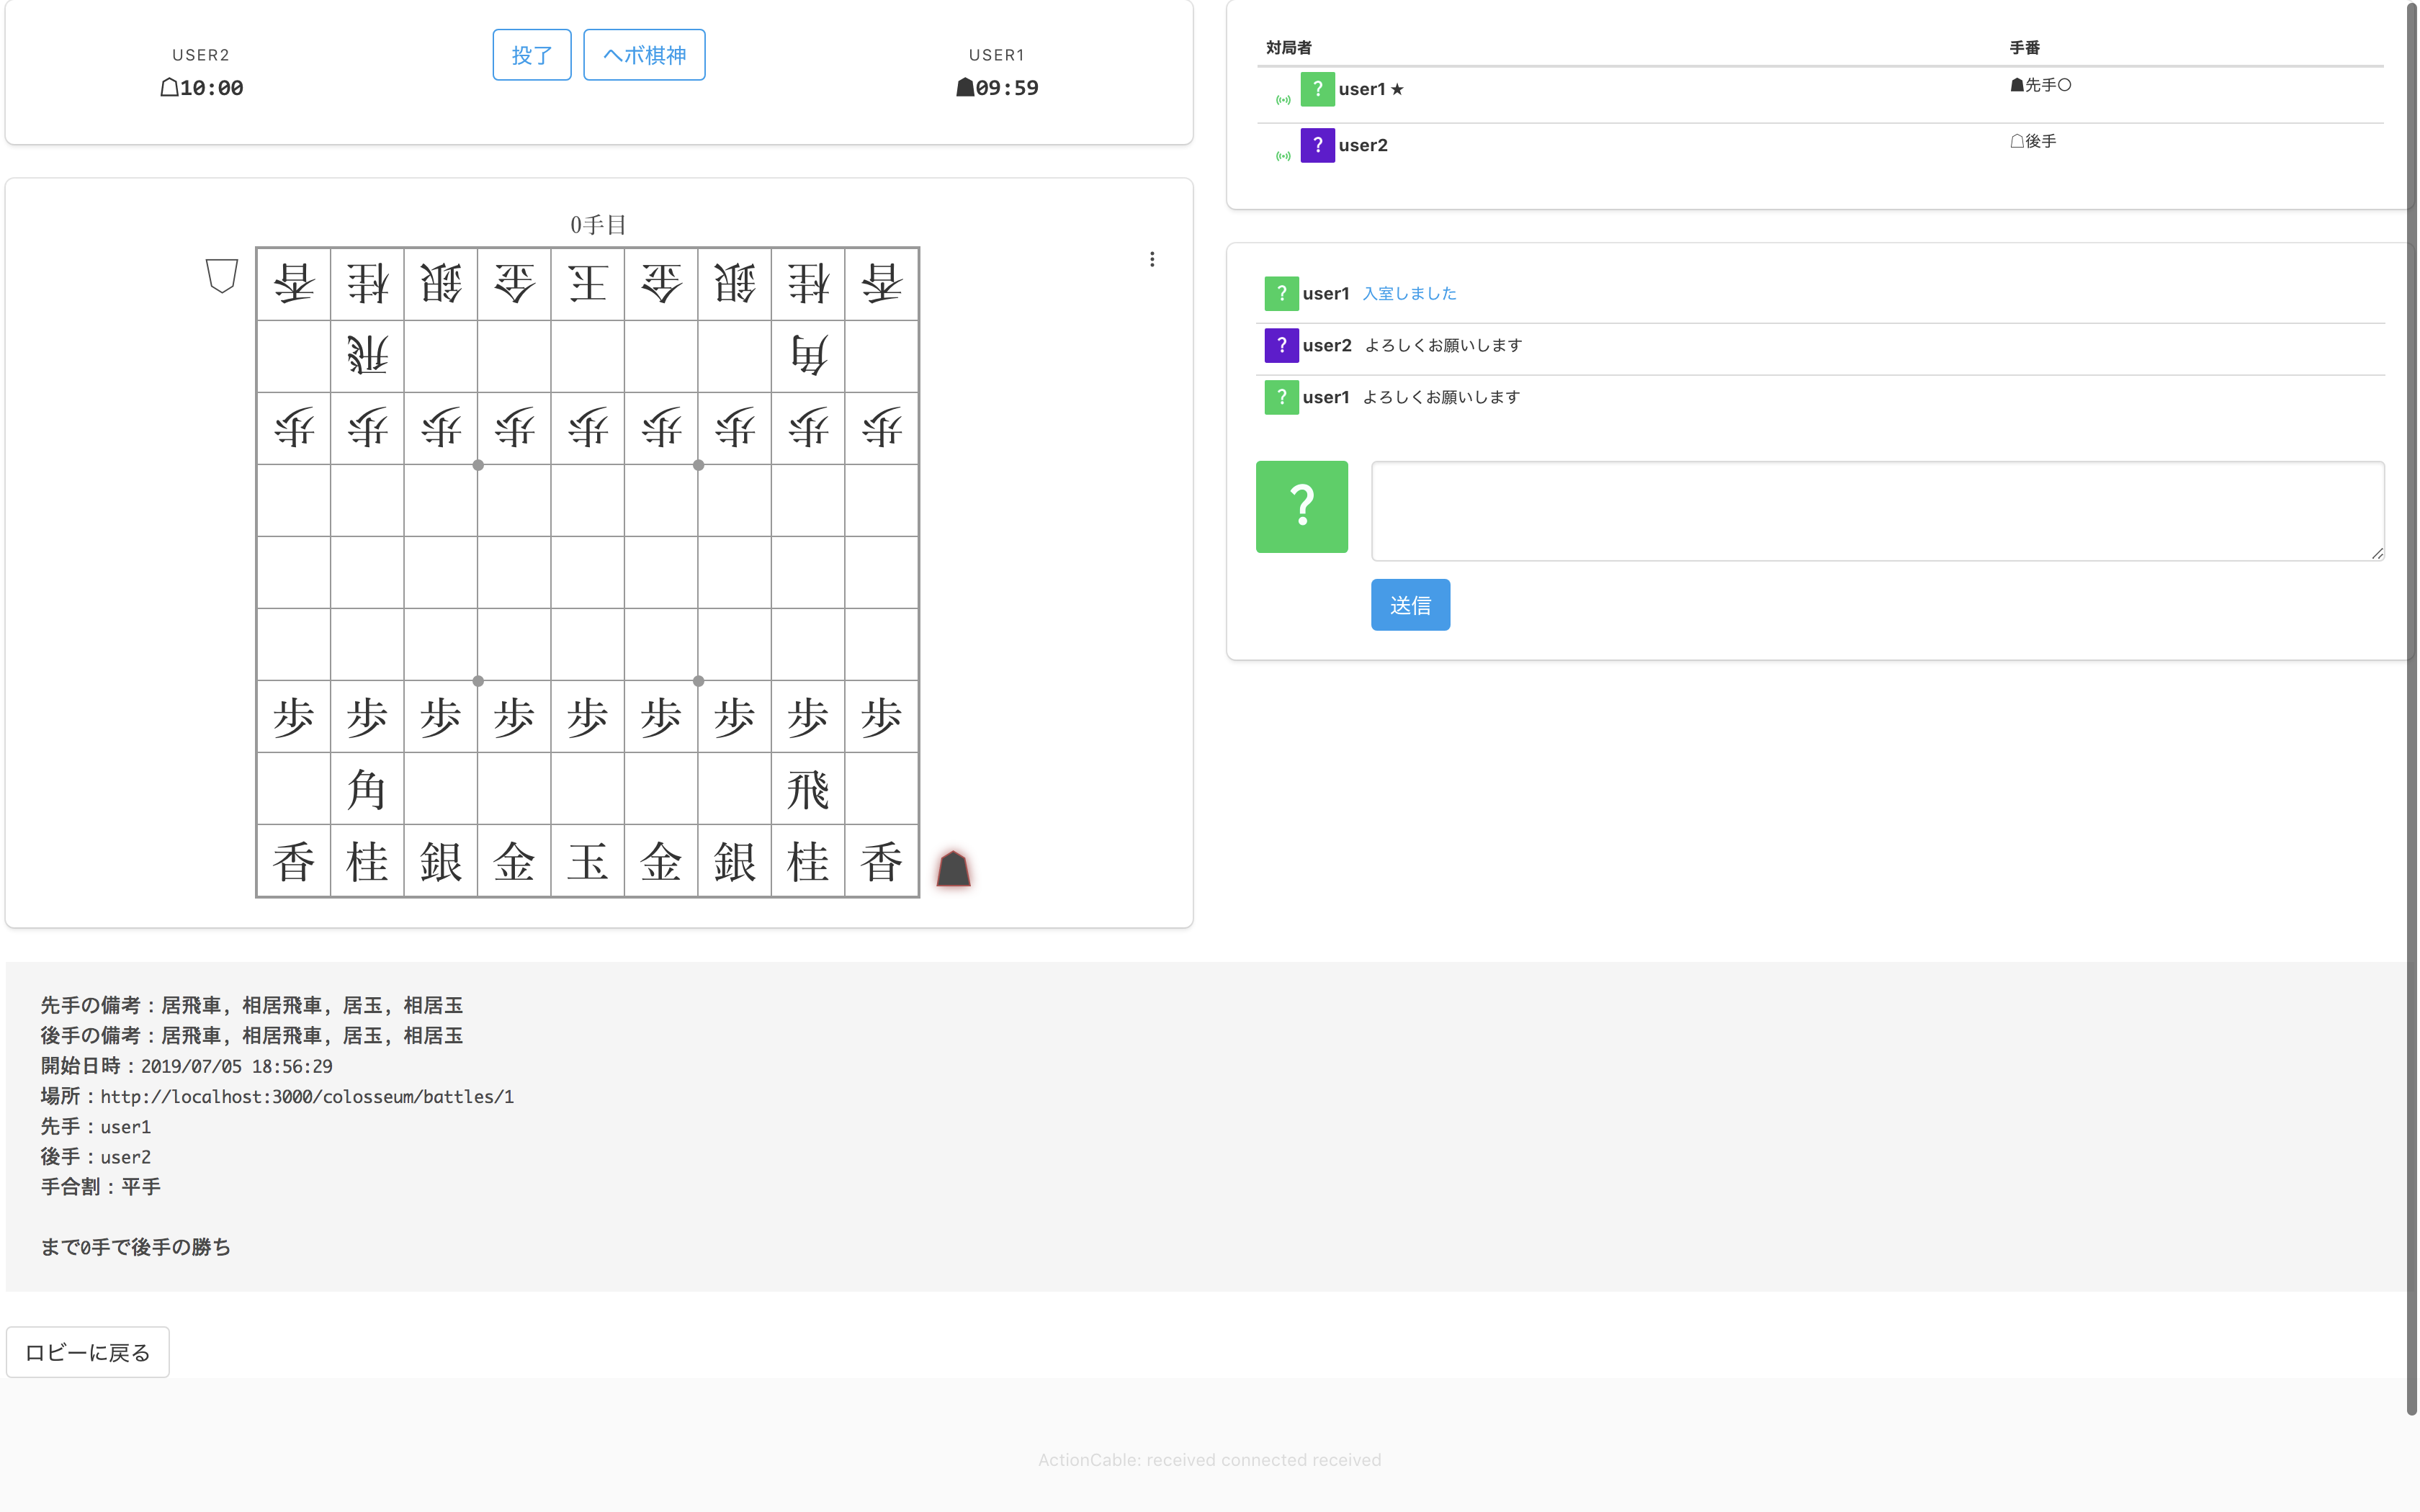 USER2
10:00
投了
ヘボ棋神
USER1
09:59
0手目
香桂銀金玉金銀桂香
飛角
歩歩歩歩歩歩歩歩歩
歩歩歩歩歩歩歩歩歩
角飛
香桂銀金玉金銀桂香
対局者 手番
? user1 ★ 先手○
? user2 後手
? user1 入室しました
? user2 よろしくお願いします
? user1 よろしくお願いします
?
送信
先手の備考：居飛車, 相居飛車, 居玉, 相居玉
後手の備考：居飛車, 相居飛車, 居玉, 相居玉
開始日時：2019/07/05 18:56:29
場所：http://localhost:3000/colosseum/battles/1
先手：user1
後手：user2
手合割：平手
まで0手で後手の勝ち
ロビーに戻る
ActionCable: received connected received